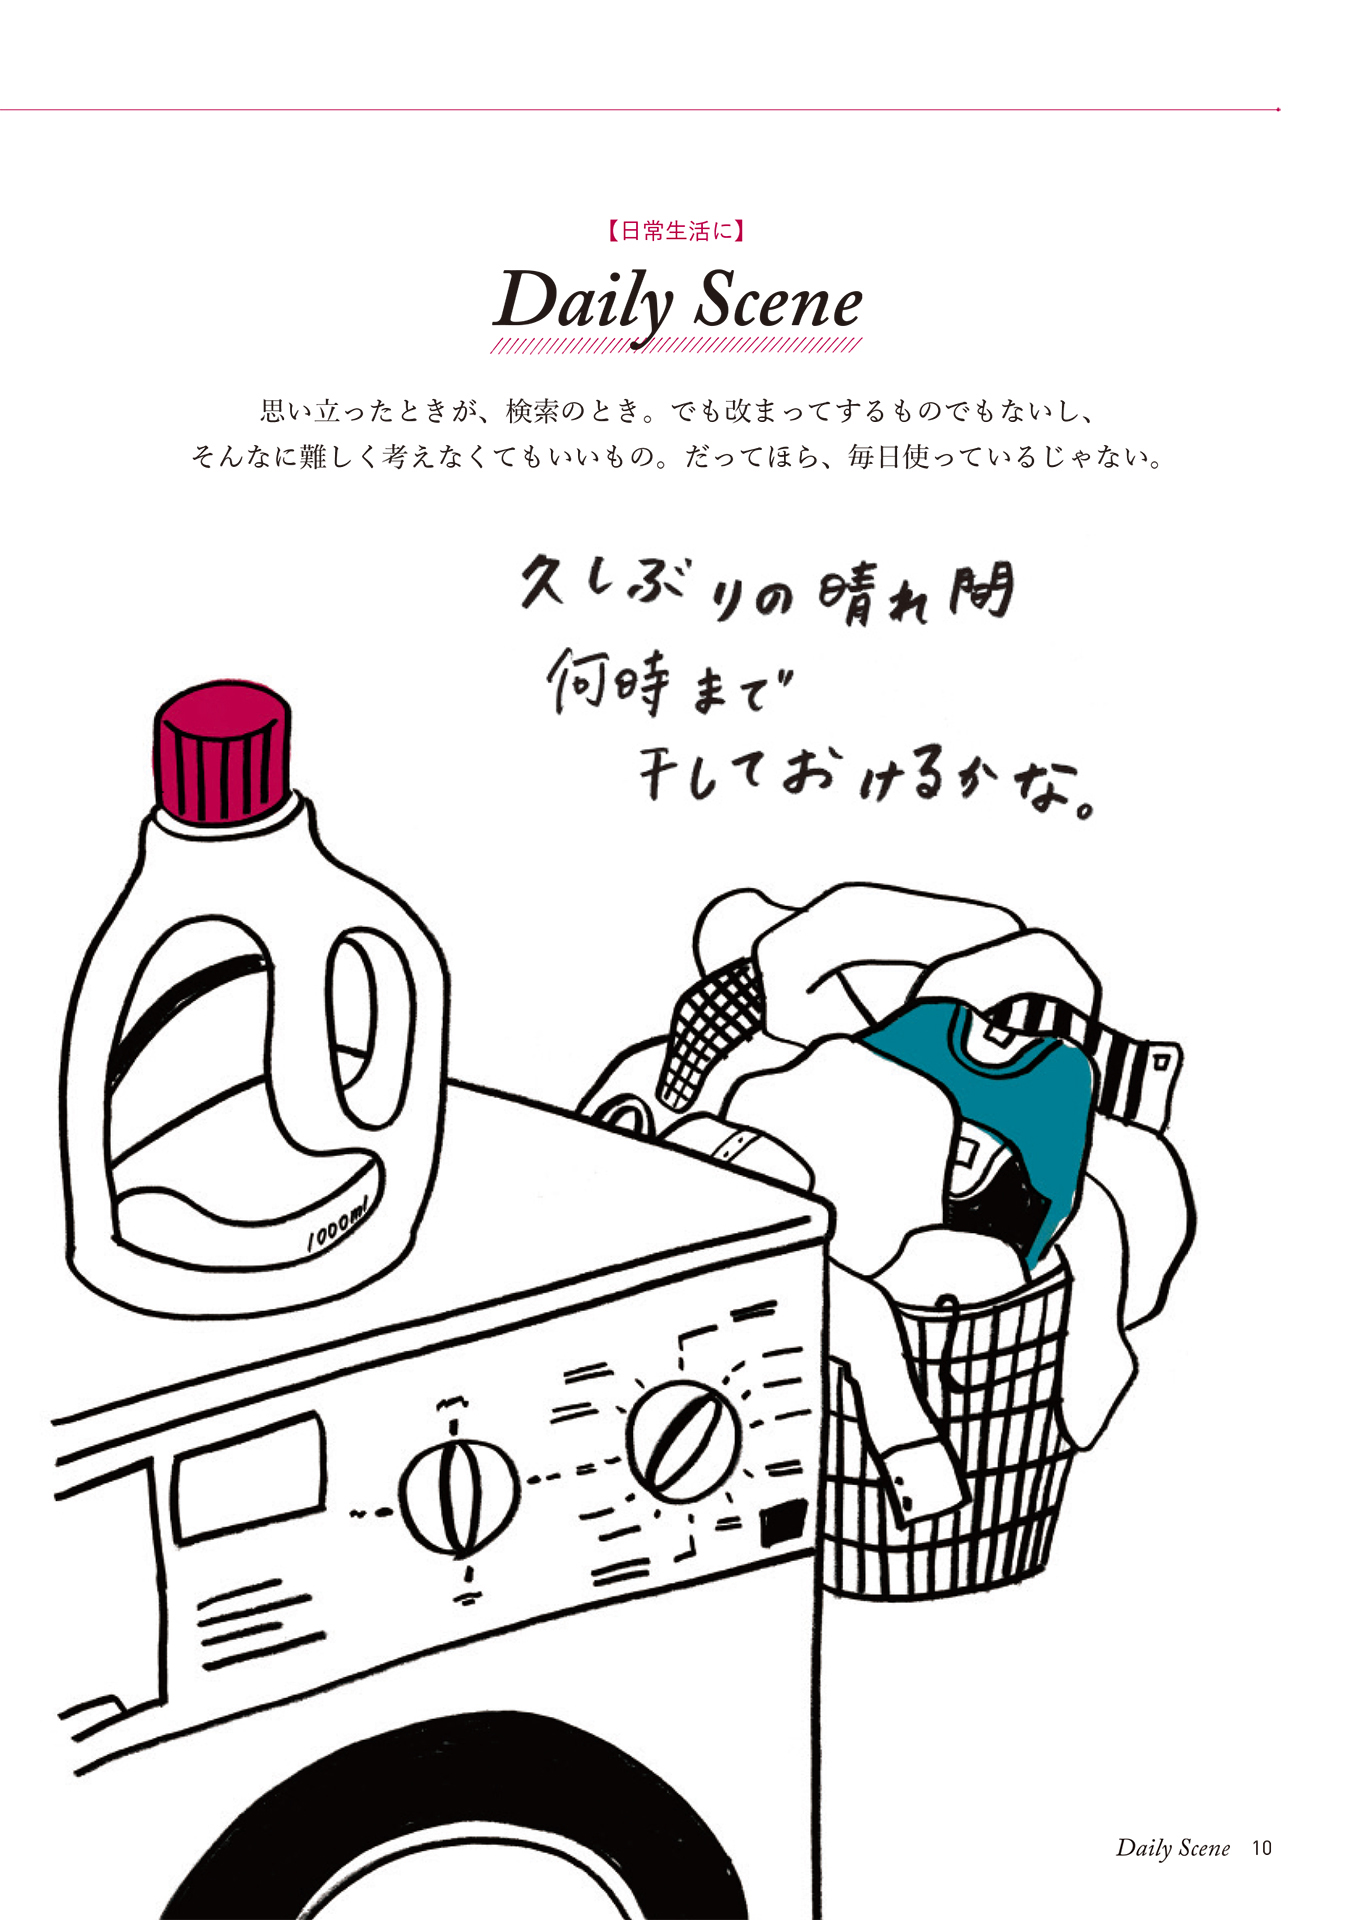 【日常生活に】
Daily Scene
思い立ったときが、検索のとき。でも改まってするものでもないし、
そんなに難しく考えなくてもいいもの。だってほら、毎日使っているじゃない。
久しぶりの晴れ間
何時まで
干しておけるかな。
1000ml
Daily Scene 10